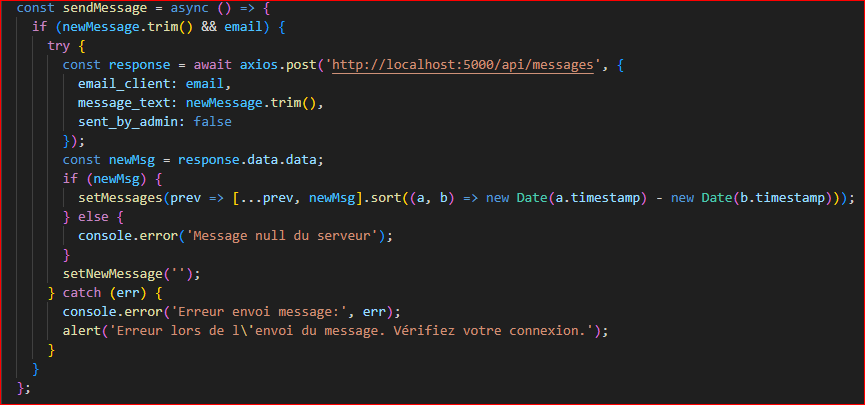 const sendMessage = async () => {
if (newMessage.trim() && email) {
try {
const response = await axios.post('http://localhost:5000/api/messages', {
email_client: email,
message_text: newMessage.trim(),
sent_by_admin: false
});
const newMsg = response.data.data;
if (newMsg) {
setMessages(prev => [...prev, newMsg].sort((a, b) => new Date(a.timestamp) - new Date(b.timestamp)));
} else {
console.error('Message null du serveur');
}
setNewMessage('');
} catch (err) {
console.error('Erreur envoi message:', err);
alert('Erreur lors de l\'envoi du message. Vérifiez votre connexion.');
}
}
};